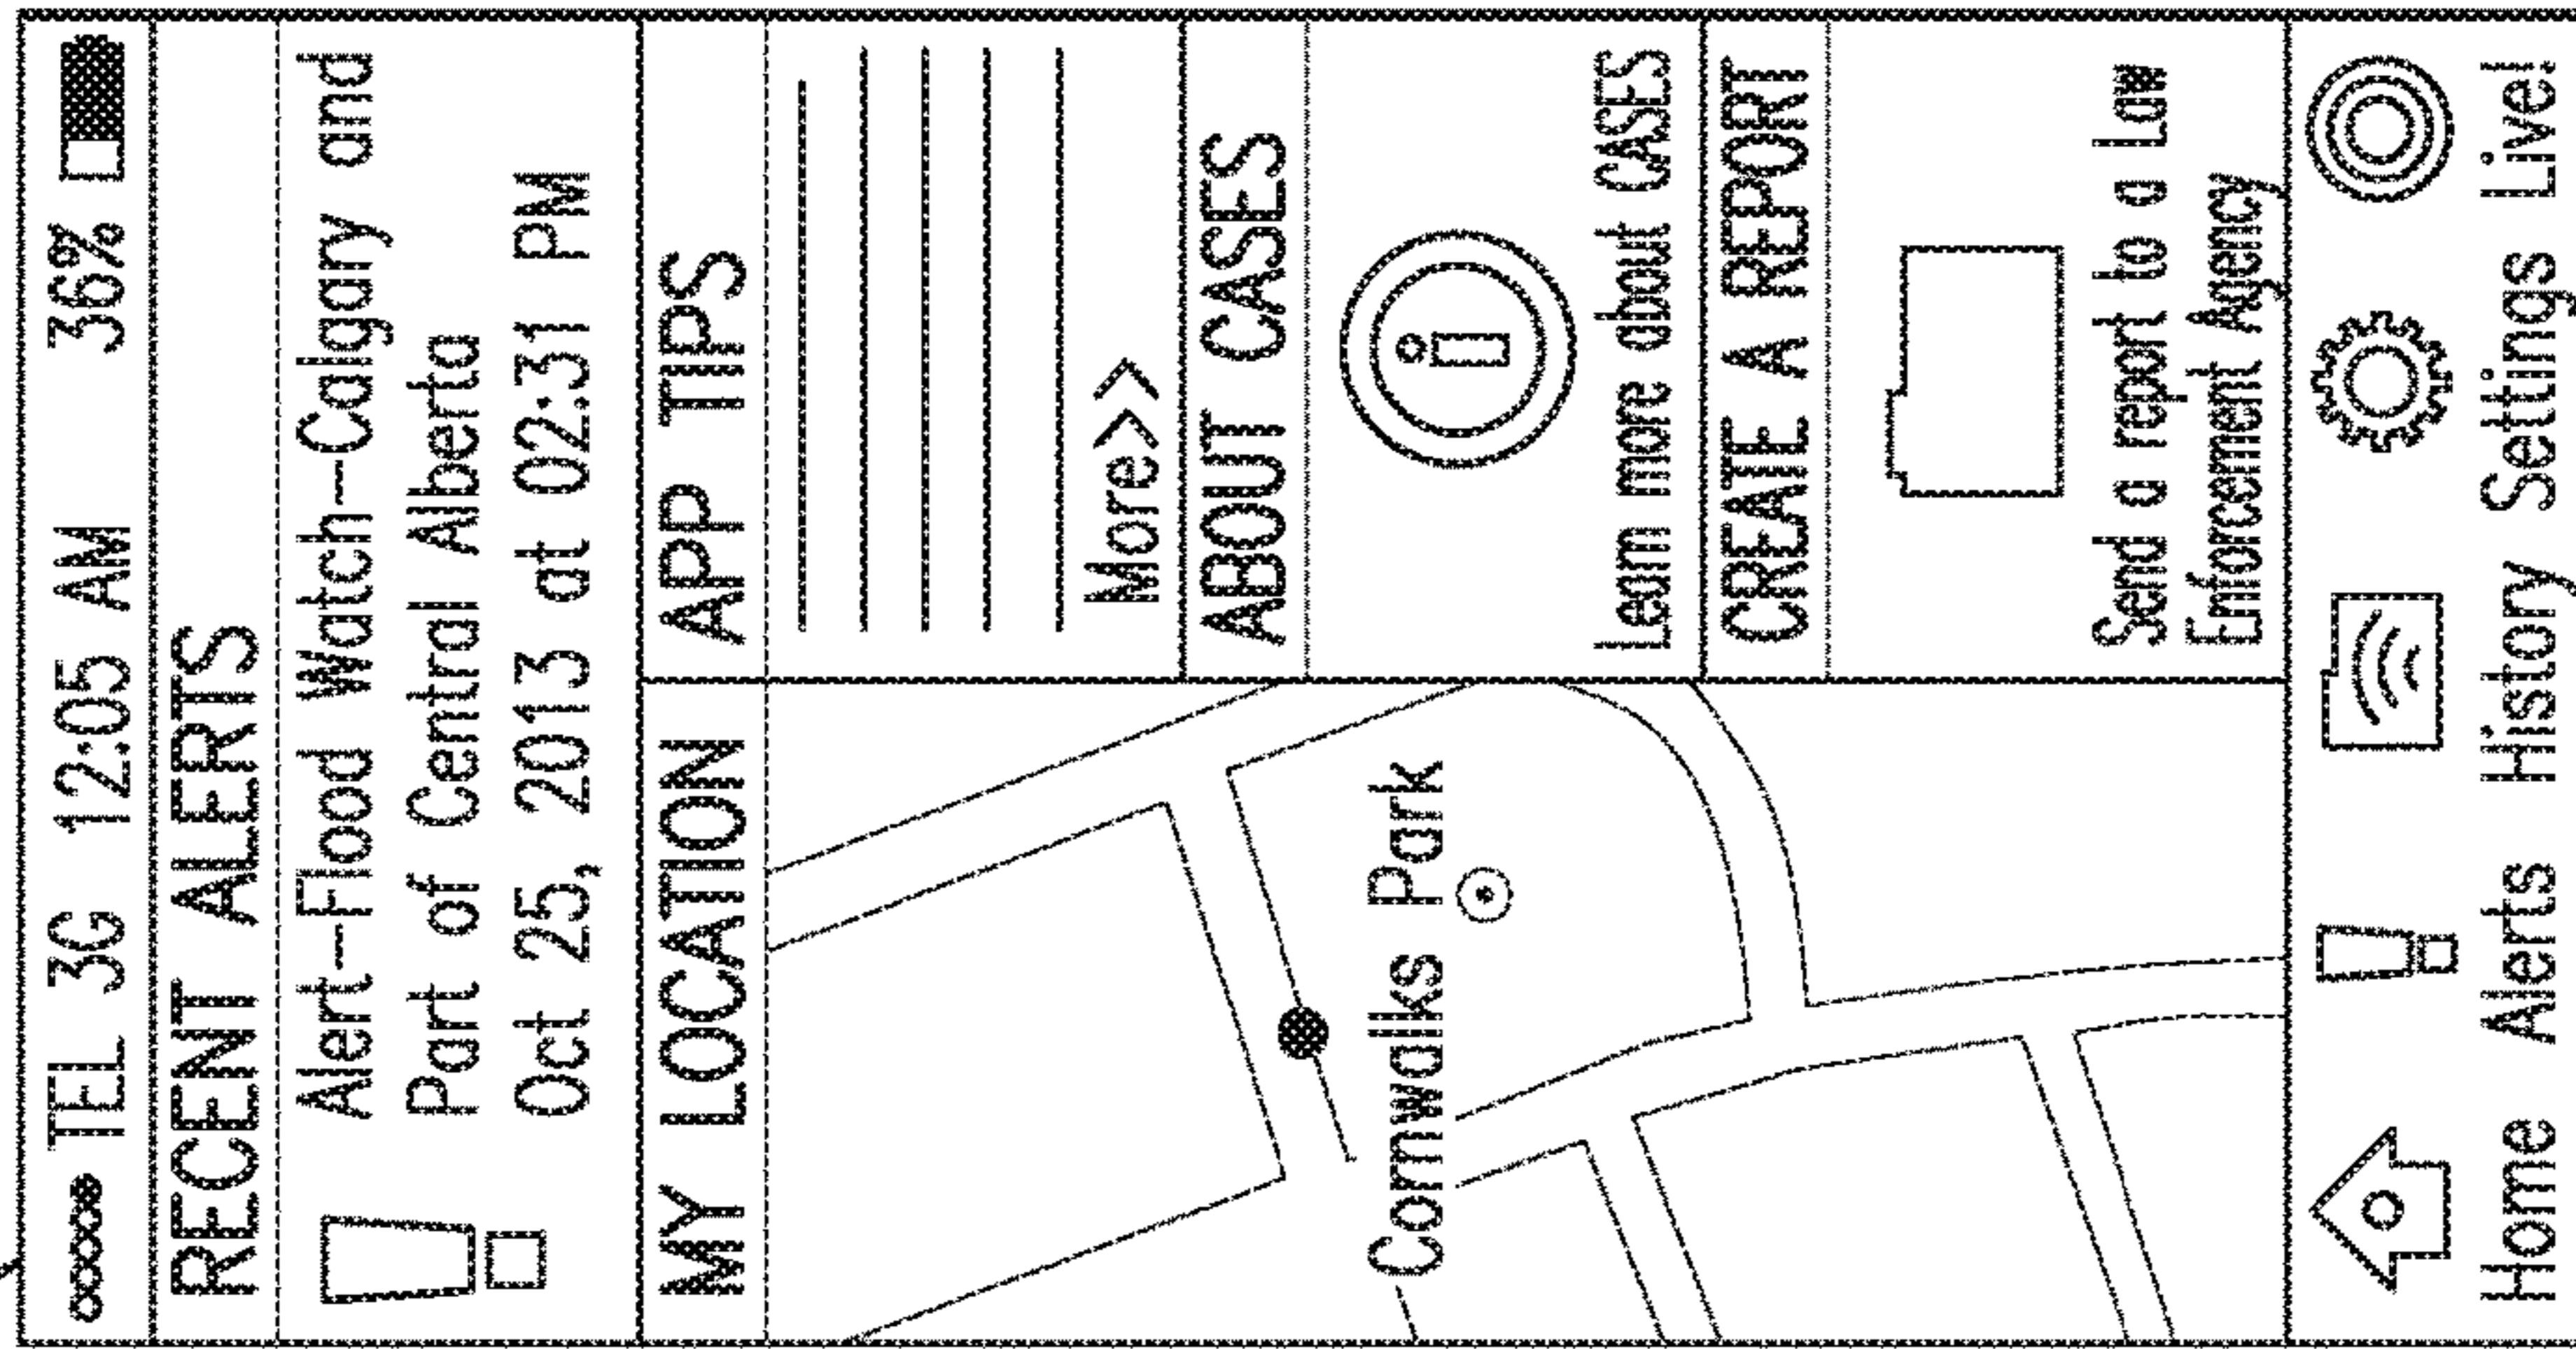 TEL 3G 12:05 AM 36%
RECENT ALERTS
Alert-Flood Watch-Calgary and
Part of Central Alberta
Oct 25, 2013 at 02:31 PM
MY LOCATION
Cornwalks Park
APP TIPS
More>>
ABOUT CASES
i
Learn more about CASES
CREATE A REPORT
Send a report to a Law
Enforcement Agency
Home Alerts History Settings Live!